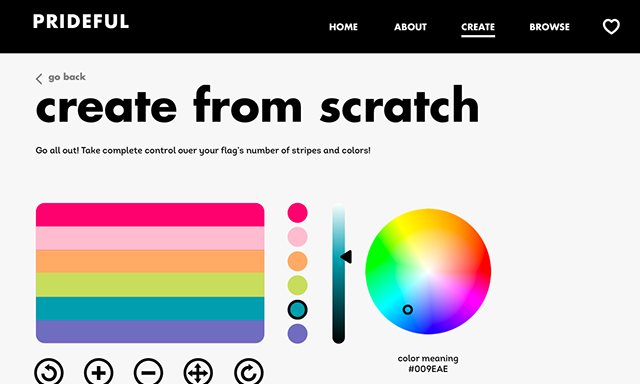 PRIDEFUL
HOME ABOUT CREATE BROWSE
go back
create from scratch
Go all out! Take complete control over your flag's number of stripes and colors!
color meaning
#009EAE